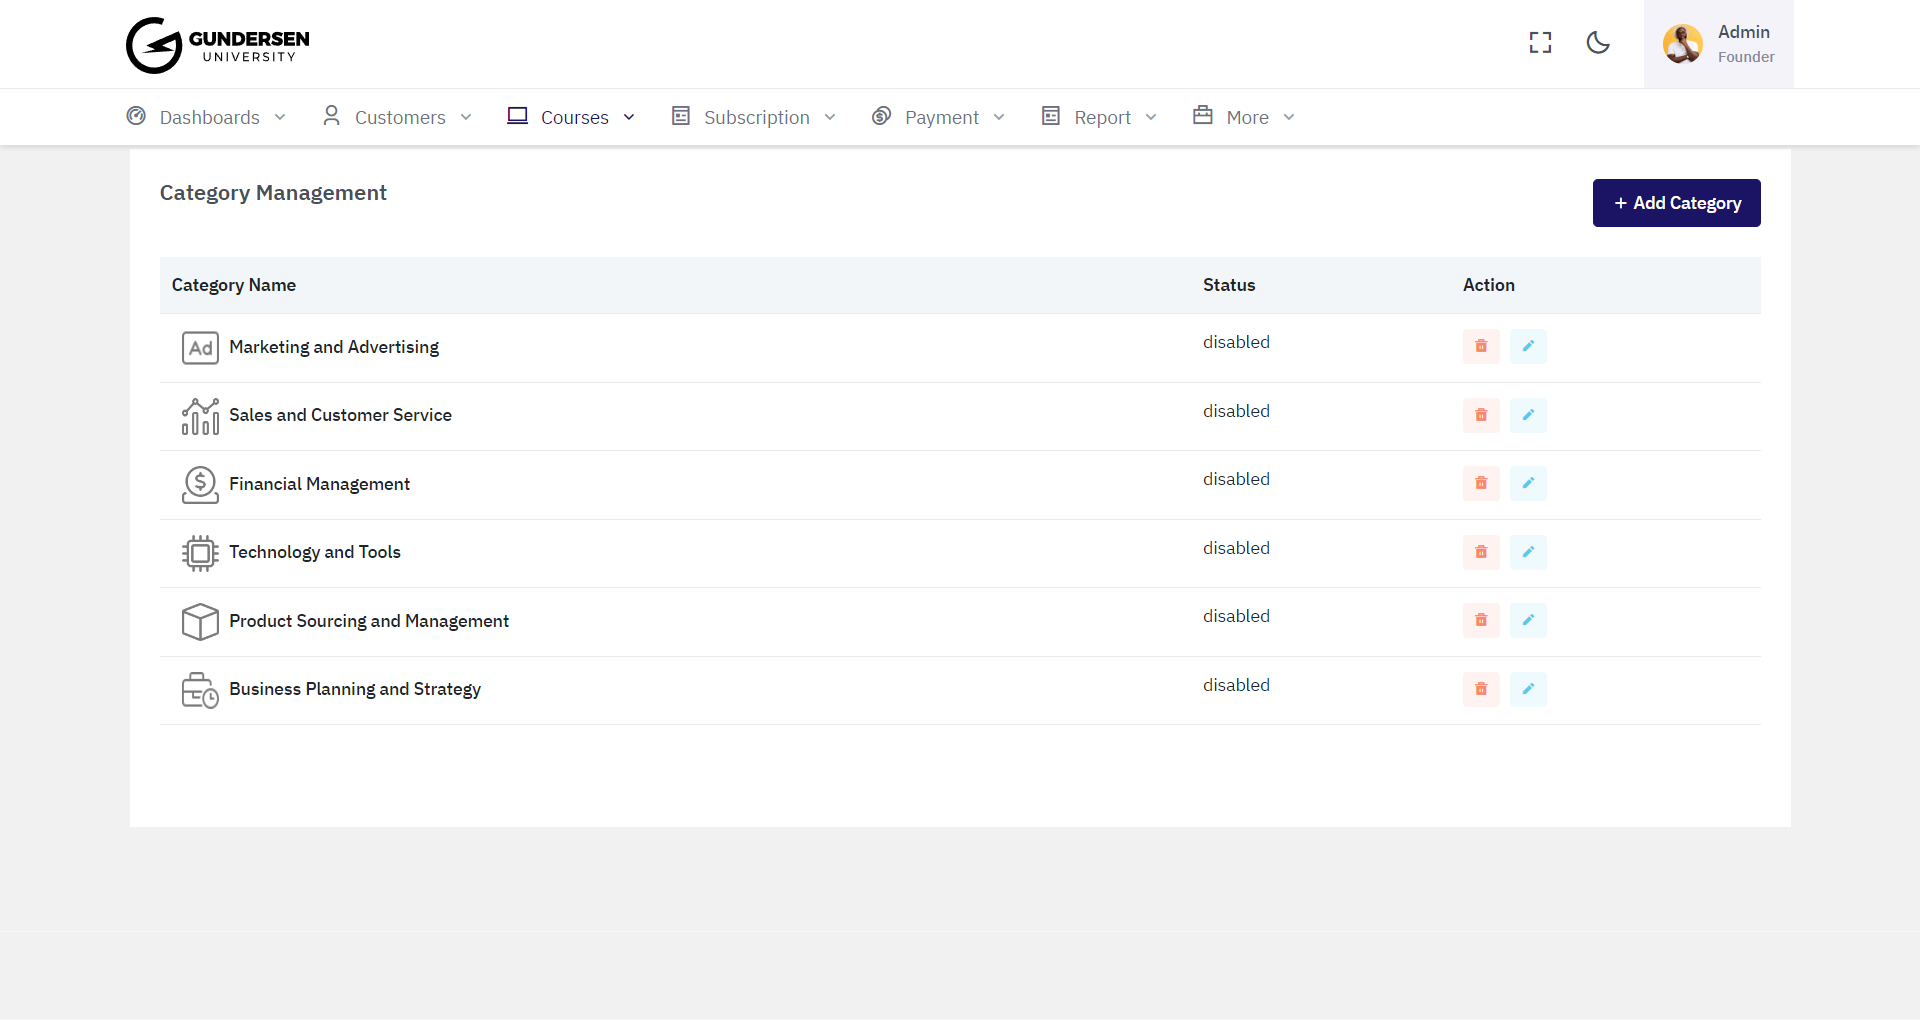 GUNDERSEN
UNIVERSITY
Admin
Founder
Dashboards
Customers
Courses
Subscription
Payment
Report
More
Category Management
+ Add Category
Category Name
Status
Action
Ad
Marketing and Advertising
disabled
Sales and Customer Service
disabled
$
Financial Management
disabled
Technology and Tools
disabled
Product Sourcing and Management
disabled
Business Planning and Strategy
disabled